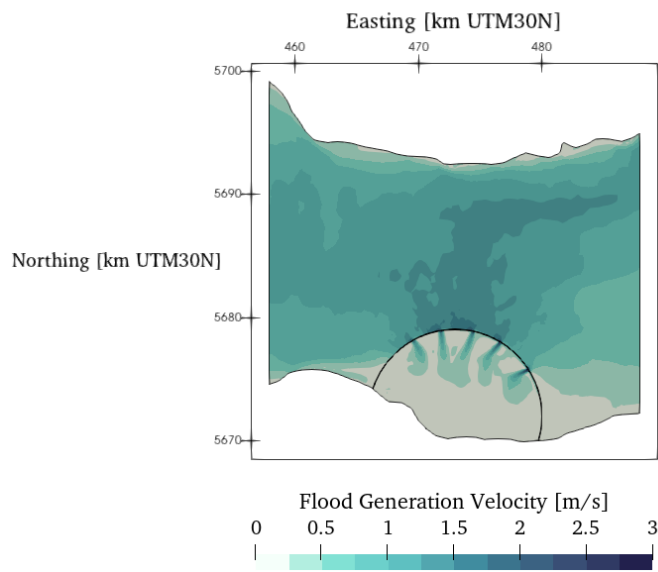 Easting [km UTM30N]
460 470 480
5700
5690
Northing [km UTM30N]
5680
5670
Flood Generation Velocity [m/s]
0 0.5 1 1.5 2 2.5 3